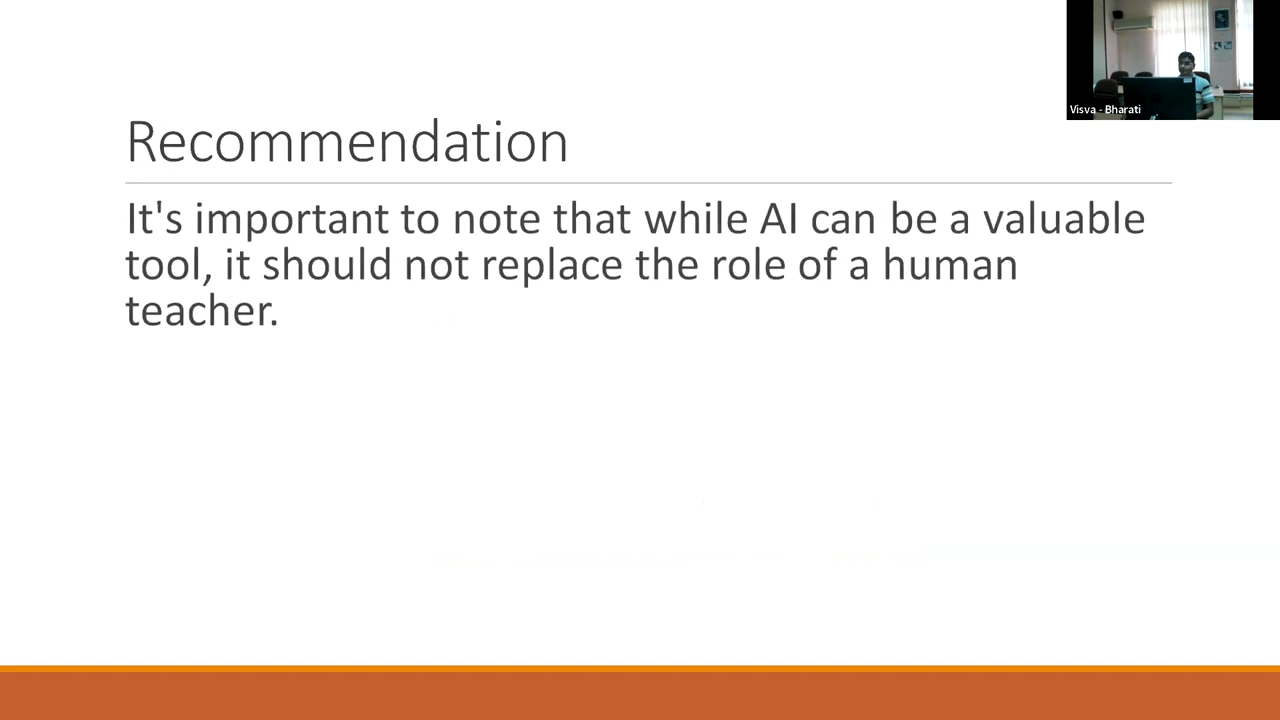 Visva - Bharati
Recommendation
It's important to note that while AI can be a valuable
tool, it should not replace the role of a human
teacher.